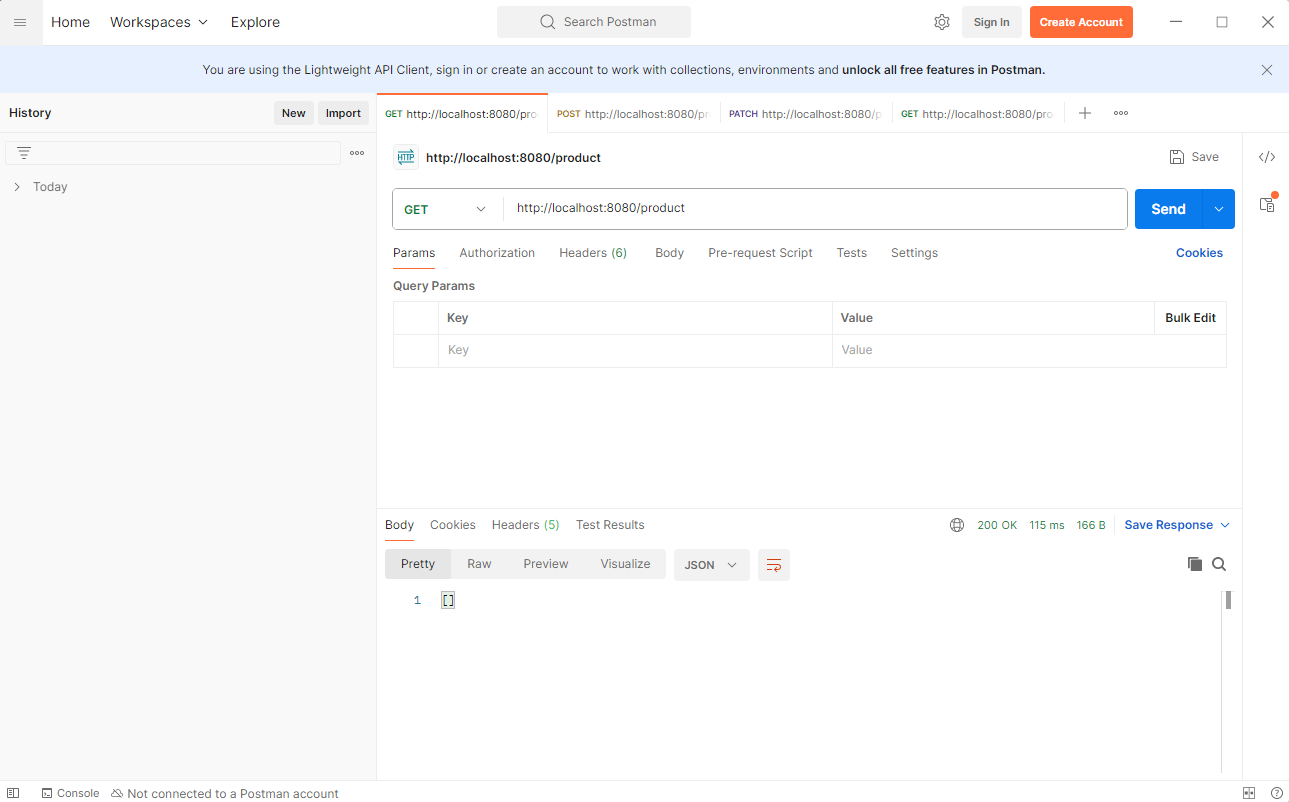 Home Workspaces Explore Search Postman Sign In Create Account
You are using the Lightweight API Client, sign in or create an account to work with collections, environments and unlock all free features in Postman.
History New Import GET http://localhost:8080/pro POST http://localhost:8080/pr PATCH http://localhost:8080/p GET http://localhost:8080/pro
HTTP http://localhost:8080/product Save
Today
GET http://localhost:8080/product Send
Params Authorization Headers (6) Body Pre-request Script Tests Settings Cookies
Query Params
Key Value Bulk Edit
Key Value
Body Cookies Headers (5) Test Results 200 OK 115 ms 166 B Save Response
Pretty Raw Preview Visualize JSON
1 []
Console Not connected to a Postman account